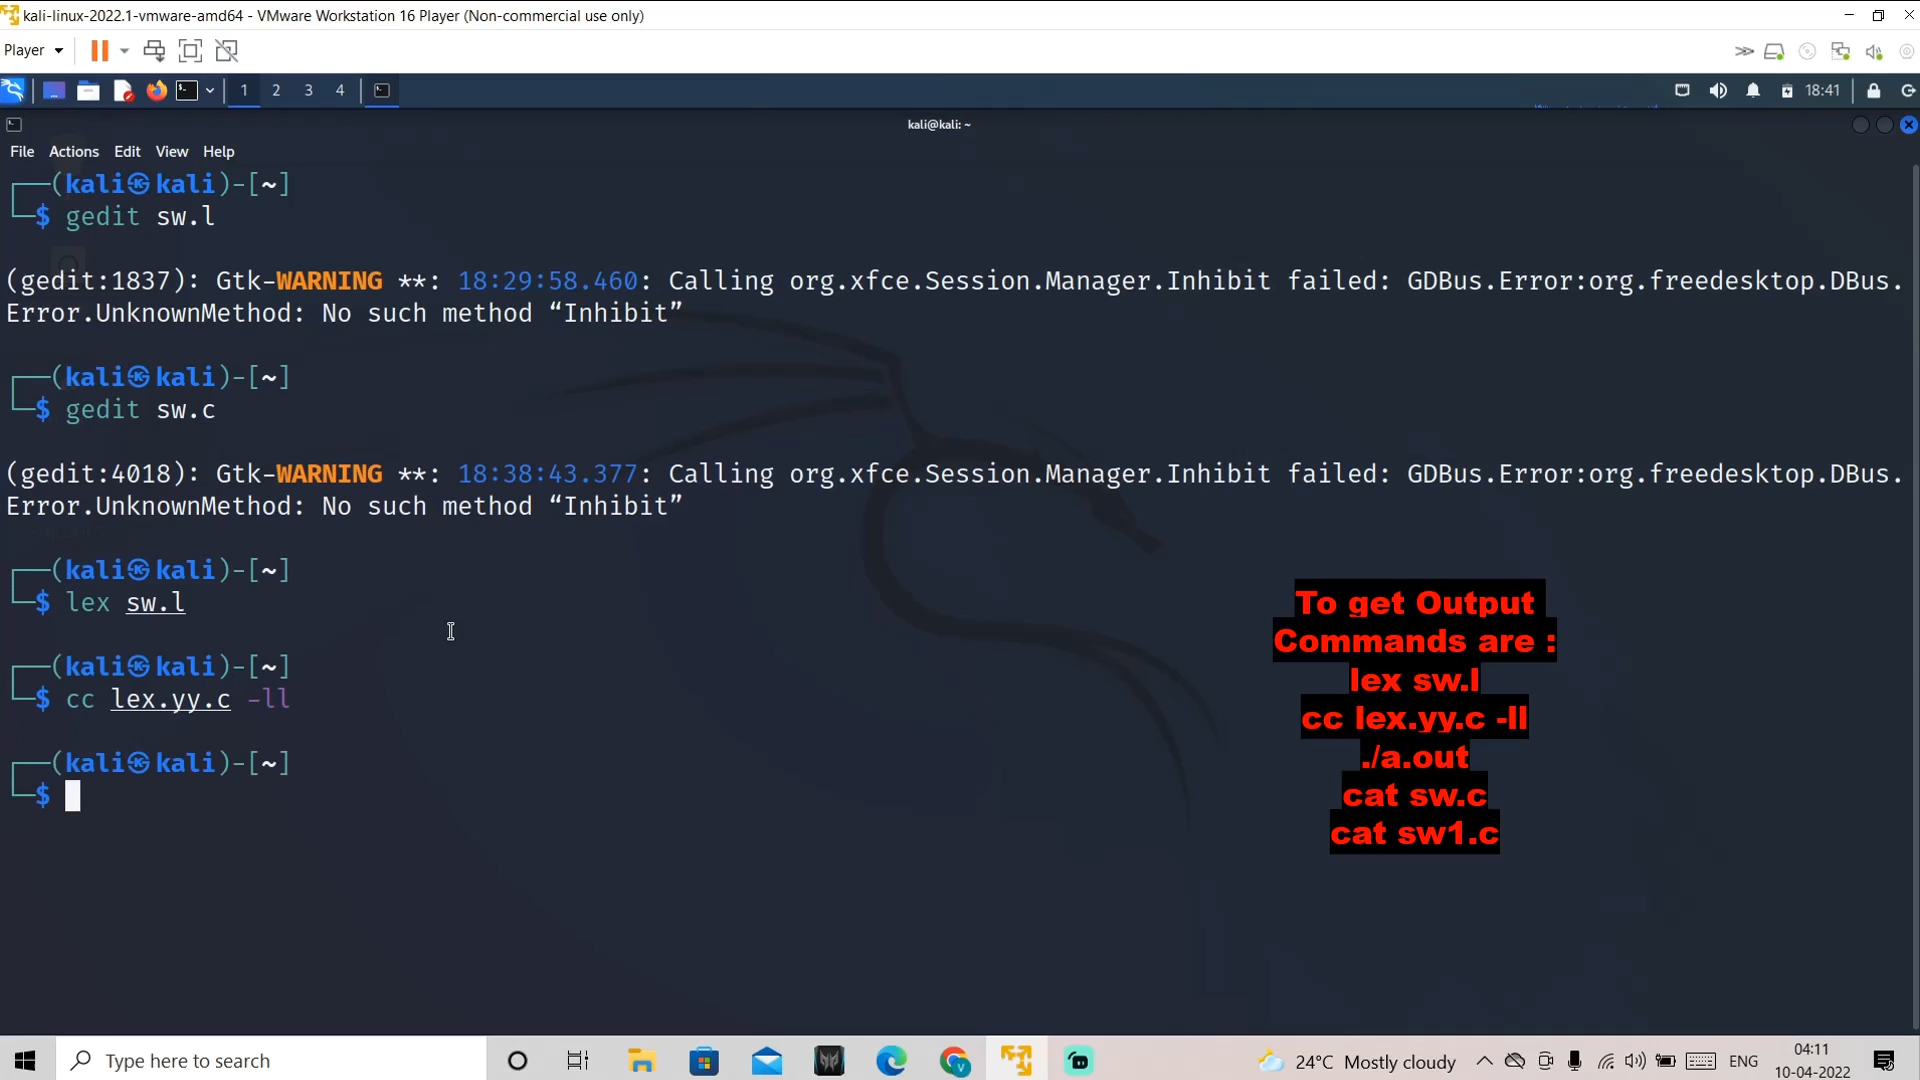 kali-linux-2022.1-vmware-amd64 - VMware Workstation 16 Player (Non-commercial use only)
Player
1 2 3 4
18:41
kali@kali: ~
File Actions Edit View Help
┌──(kali㉿kali)-[~]
└─$ gedit sw.l
(gedit:1837): Gtk-WARNING **: 18:29:58.460: Calling org.xfce.Session.Manager.Inhibit failed: GDBus.Error:org.freedesktop.DBus.
Error.UnknownMethod: No such method “Inhibit”
┌──(kali㉿kali)-[~]
└─$ gedit sw.c
(gedit:4018): Gtk-WARNING **: 18:38:43.377: Calling org.xfce.Session.Manager.Inhibit failed: GDBus.Error:org.freedesktop.DBus.
Error.UnknownMethod: No such method “Inhibit”
┌──(kali㉿kali)-[~]
└─$ lex sw.l
┌──(kali㉿kali)-[~]
└─$ cc lex.yy.c -ll
┌──(kali㉿kali)-[~]
└─$
To get Output
Commands are :
lex sw.l
cc lex.yy.c -ll
./a.out
cat sw.c
cat sw1.c
Type here to search
24°C Mostly cloudy
ENG
04:11
10-04-2022